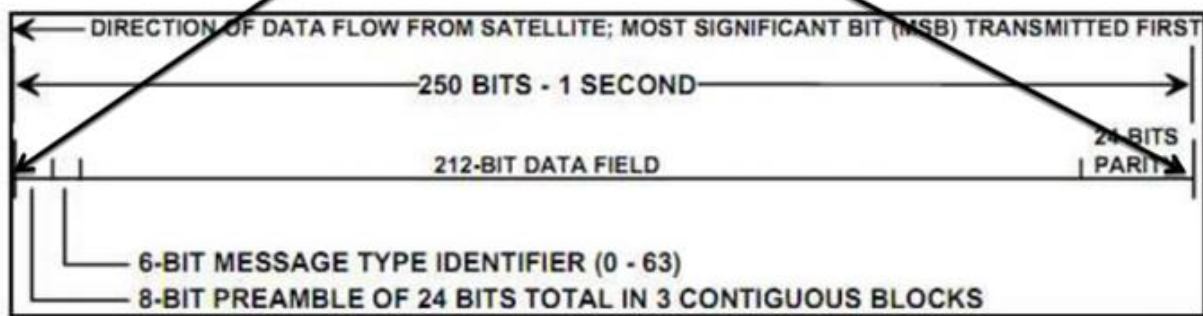 DIRECTION OF DATA FLOW FROM SATELLITE; MOST SIGNIFICANT BIT (MSB) TRANSMITTED FIRST
250 BITS - 1 SECOND
24-BITS
212-BIT DATA FIELD
PARITY
6-BIT MESSAGE TYPE IDENTIFIER (0 - 63)
8-BIT PREAMBLE OF 24 BITS TOTAL IN 3 CONTIGUOUS BLOCKS